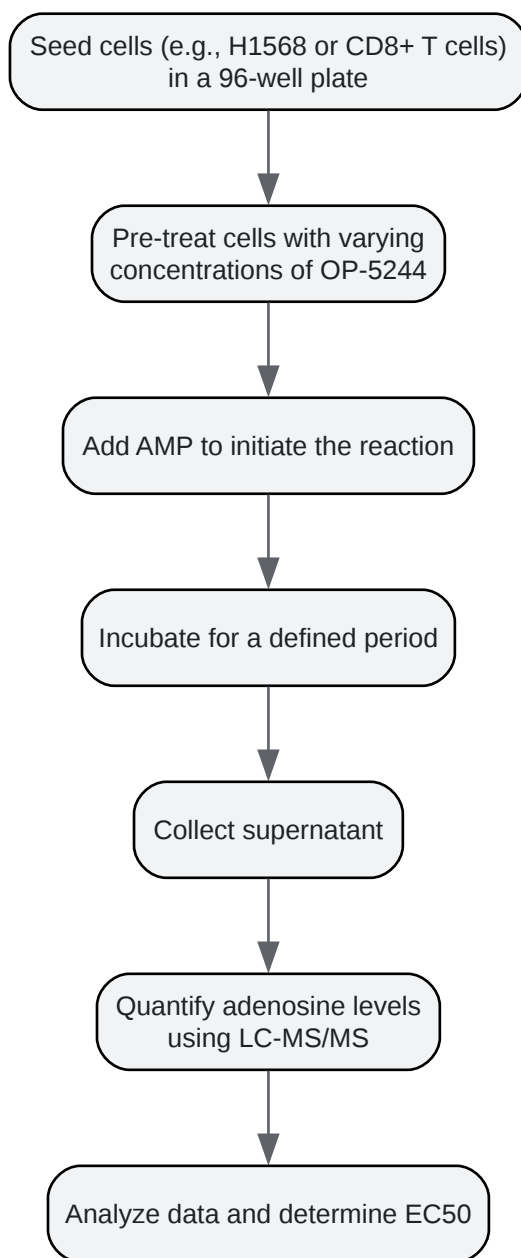 Seed cells (e.g., H1568 or CD8+ T cells)
in a 96-well plate
Pre-treat cells with varying
concentrations of OP-5244
Add AMP to initiate the reaction
Incubate for a defined period
Collect supernatant
Quantify adenosine levels
using LC-MS/MS
Analyze data and determine EC50